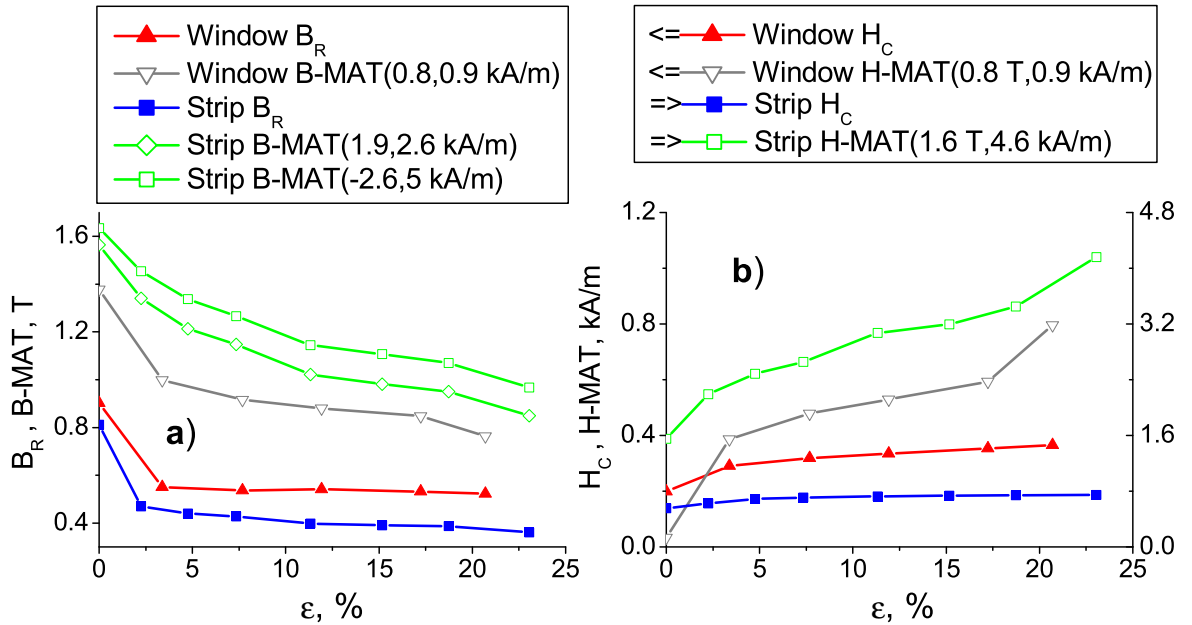 Window B_R
Window B-MAT(0.8,0.9 kA/m)
Strip B_R
Strip B-MAT(1.9,2.6 kA/m)
Strip B-MAT(-2.6,5 kA/m)
1.6
1.2
0.8
0.4
B_R, B-MAT, T
a)
0 5 10 15 20 25
ε, %
<= Window H_C
<= Window H-MAT(0.8 T,0.9 kA/m)
=> Strip H_C
=> Strip H-MAT(1.6 T,4.6 kA/m)
1.2
0.8
0.4
0.0
H_C, H-MAT, kA/m
b)
4.8
3.2
1.6
0.0
0 5 10 15 20 25
ε, %